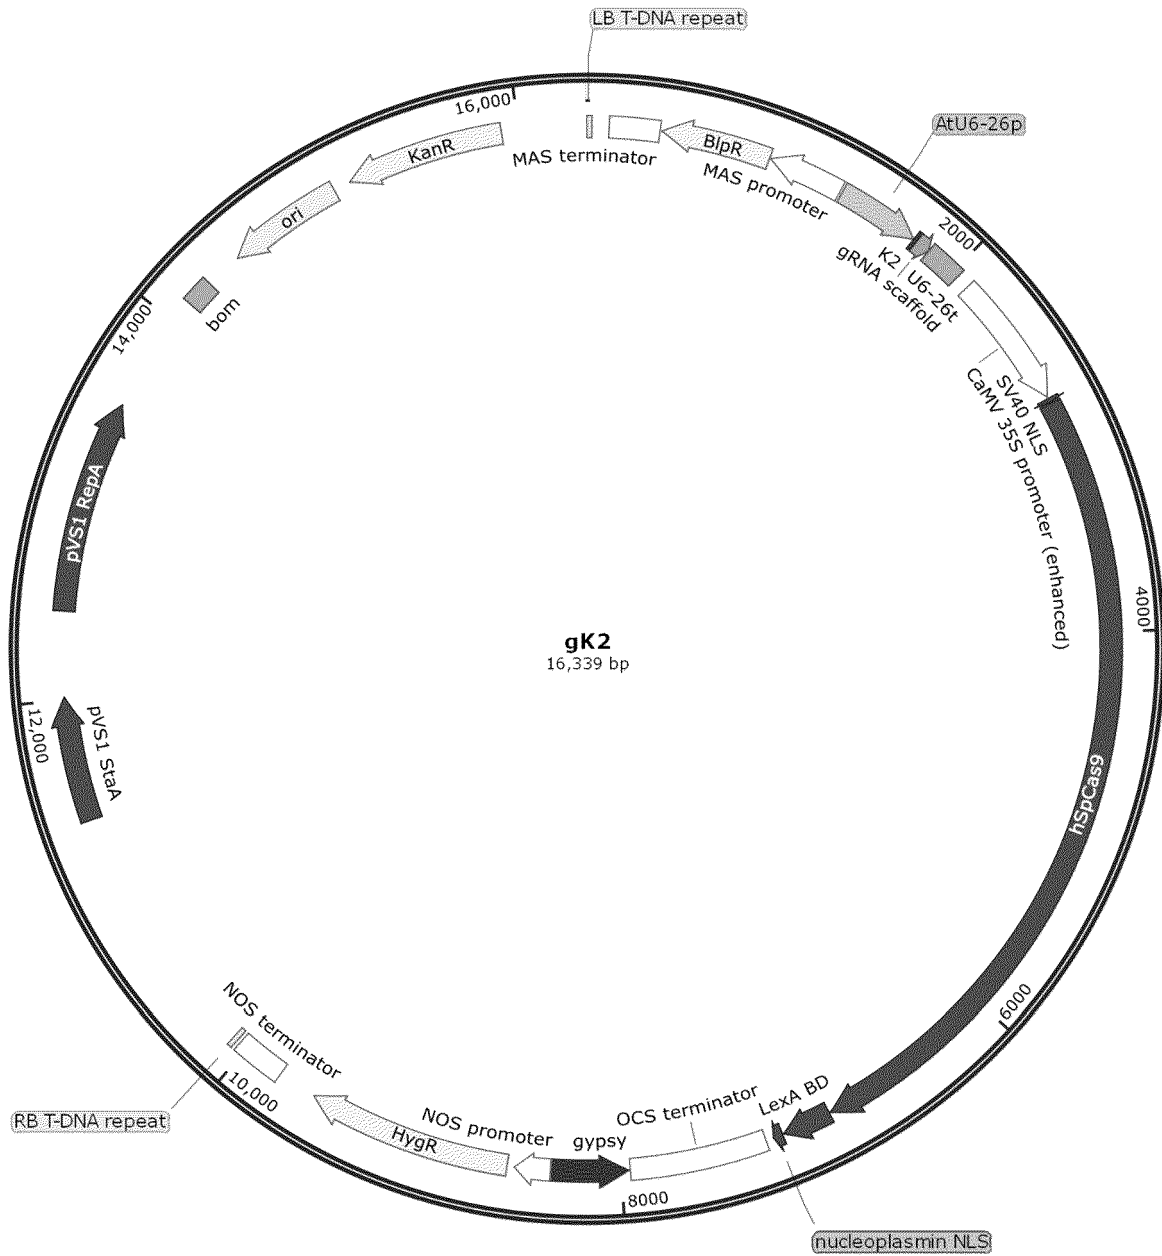 LB T-DNA repeat
16,000
KanR
MAS terminator
BlpR
AtU6-26p
MAS promoter
ori
2000
K2
U6-26t
gRNA scaffold
bom
14,000
SV40 NLS
CaMV 35S promoter (enhanced)
pVS1 RepA
4000
gK2
16,339 bp
12,000
pVS1 StaA
hSpCas9
NOS terminator
6000
10,000
RB T-DNA repeat
LexA BD
OCS terminator
NOS promoter
gypsy
HygR
8000
nucleoplasmin NLS